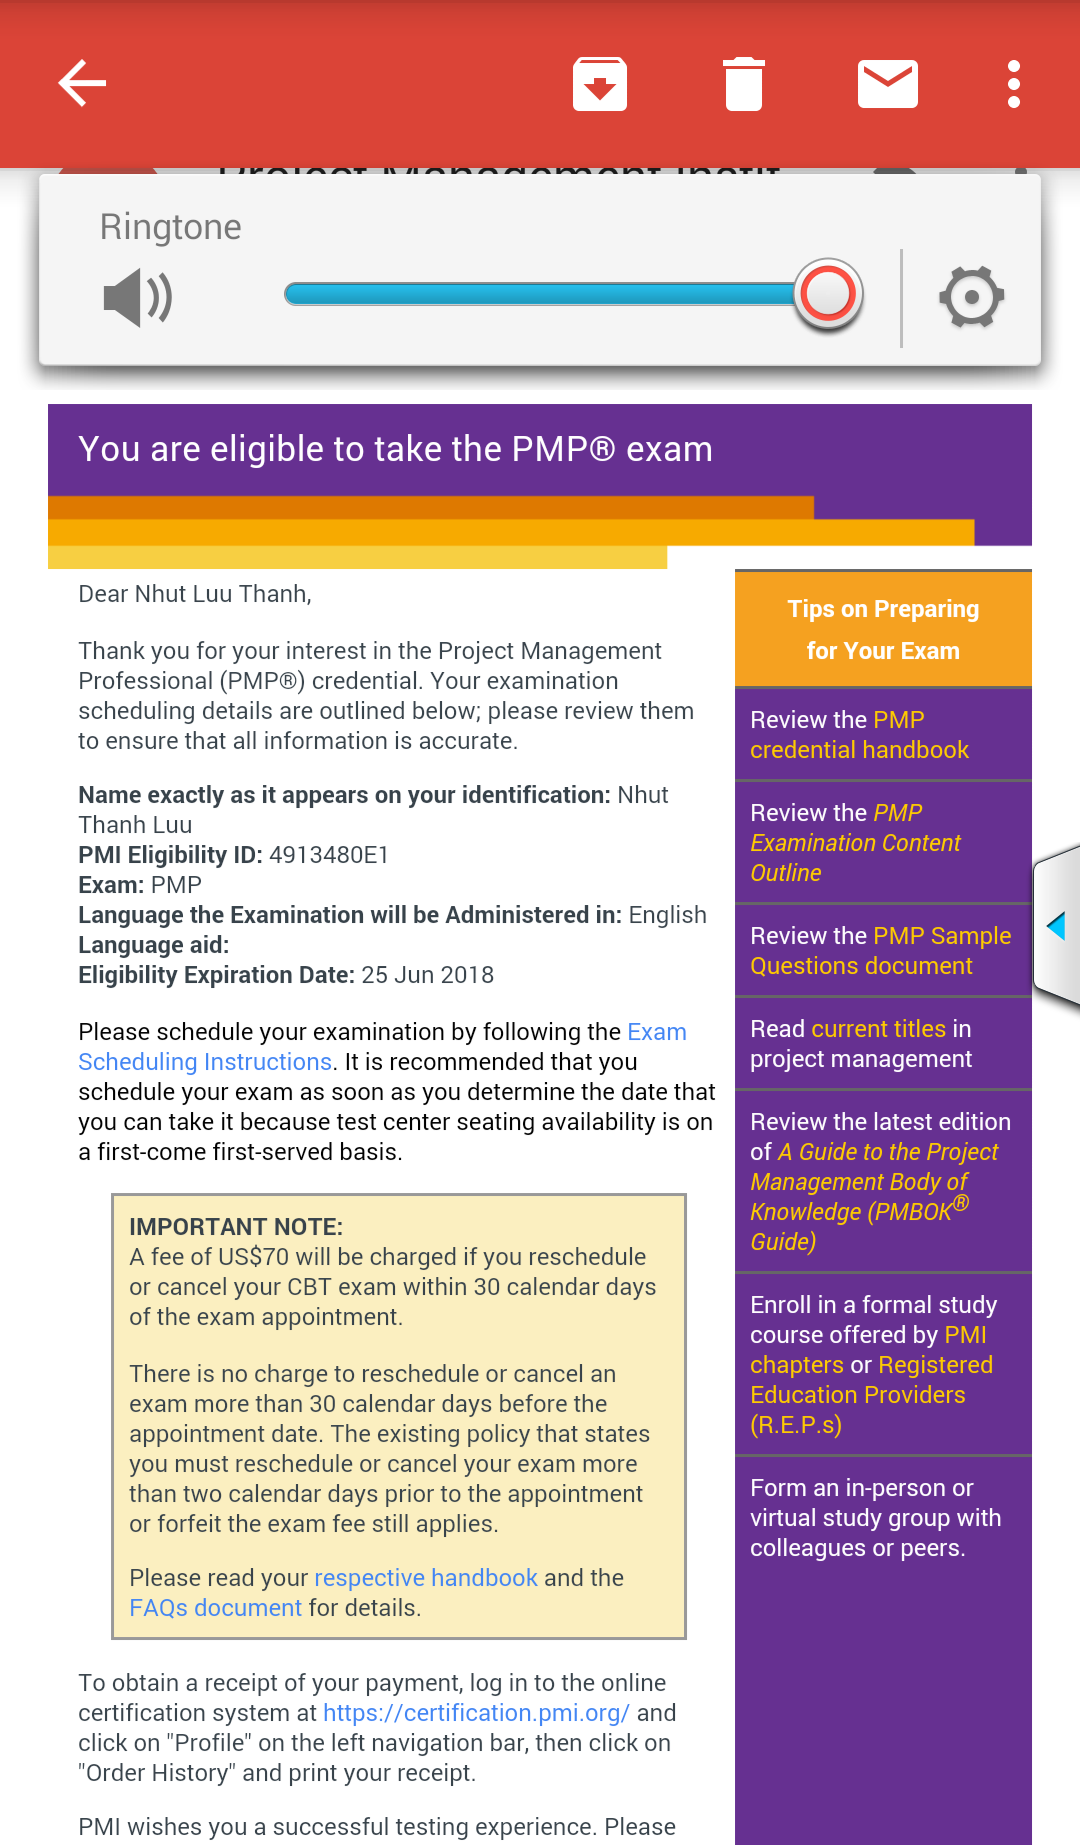 Project Management Instit
Ringtone
You are eligible to take the PMP® exam
Dear Nhut Luu Thanh,
Thank you for your interest in the Project Management
Professional (PMP®) credential. Your examination
scheduling details are outlined below; please review them
to ensure that all information is accurate.
Name exactly as it appears on your identification: Nhut
Thanh Luu
PMI Eligibility ID: 4913480E1
Exam: PMP
Language the Examination will be Administered in: English
Language aid:
Eligibility Expiration Date: 25 Jun 2018
Please schedule your examination by following the Exam
Scheduling Instructions. It is recommended that you
schedule your exam as soon as you determine the date that
you can take it because test center seating availability is on
a first-come first-served basis.
IMPORTANT NOTE:
A fee of US$70 will be charged if you reschedule
or cancel your CBT exam within 30 calendar days
of the exam appointment.
There is no charge to reschedule or cancel an
exam more than 30 calendar days before the
appointment date. The existing policy that states
you must reschedule or cancel your exam more
than two calendar days prior to the appointment
or forfeit the exam fee still applies.
Please read your respective handbook and the
FAQs document for details.
To obtain a receipt of your payment, log in to the online
certification system at https://certification.pmi.org/ and
click on "Profile" on the left navigation bar, then click on
"Order History" and print your receipt.
PMI wishes you a successful testing experience. Please
Tips on Preparing
for Your Exam
Review the PMP
credential handbook
Review the PMP
Examination Content
Outline
Review the PMP Sample
Questions document
Read current titles in
project management
Review the latest edition
of A Guide to the Project
Management Body of
Knowledge (PMBOK®
Guide)
Enroll in a formal study
course offered by PMI
chapters or Registered
Education Providers
(R.E.P.s)
Form an in-person or
virtual study group with
colleagues or peers.